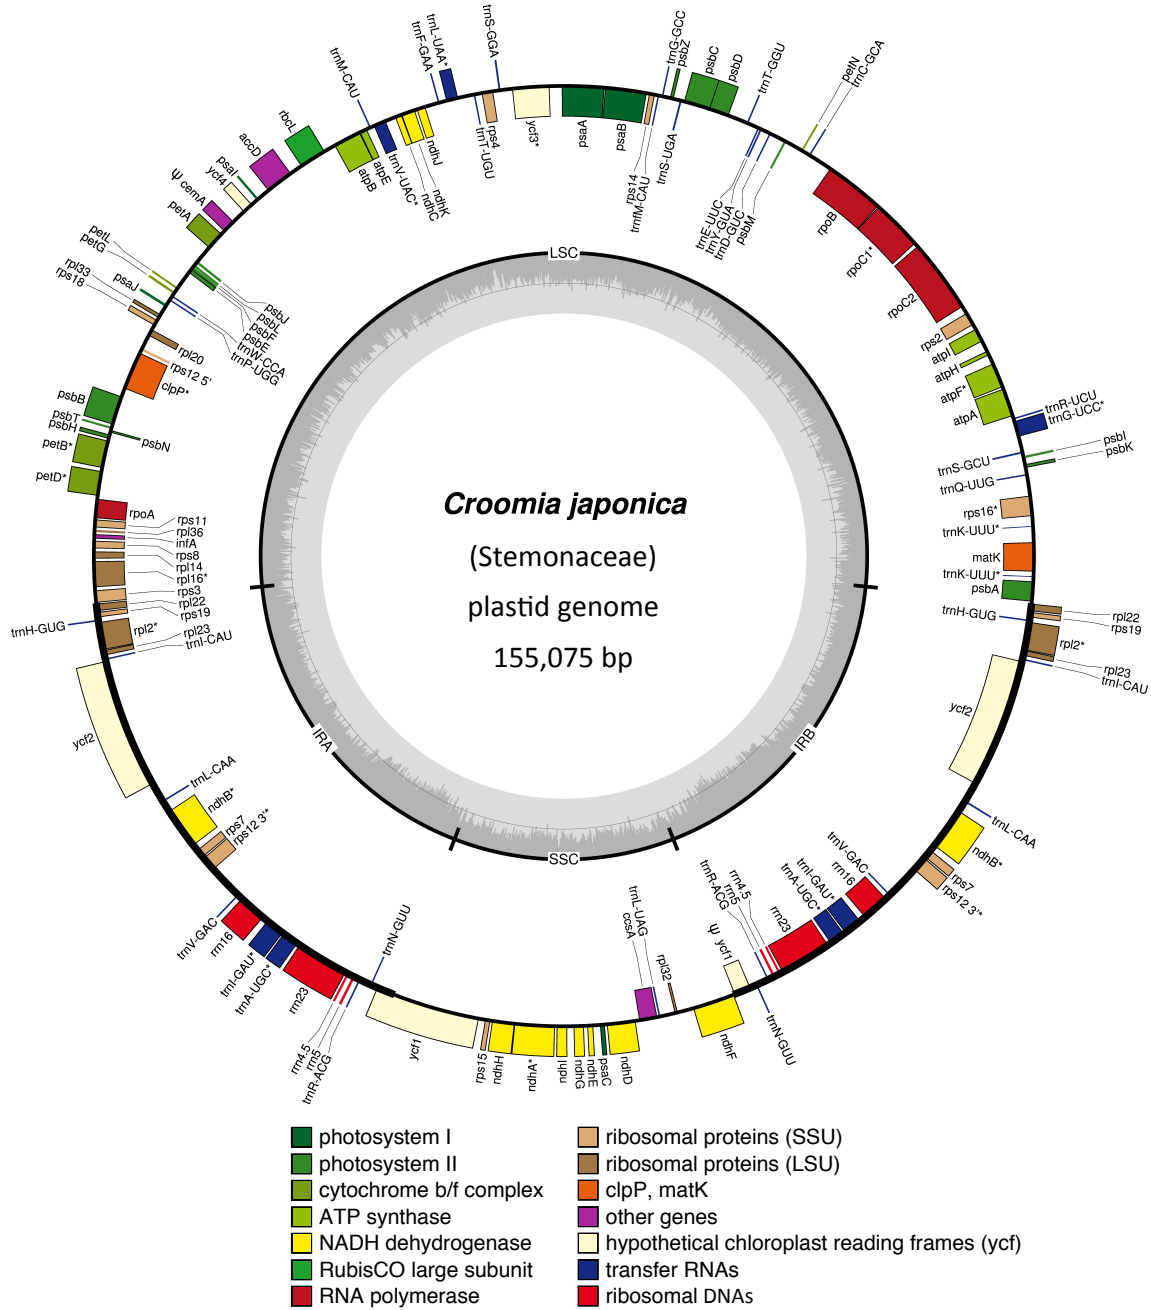 trnS-GGA
trnL-UAA*
trnF-GAA
trnM-CAU
rbcL
accD
psaI
ycf4
Ψ cemA
petA
petL
petG
psaJ
rpl33
rps18
rpl20
rps12 5'
clpP*
psbB
psbT
psbH
psbN
petB*
petD*
rpoA
rps11
rpl36
infA
rps8
rpl14
rpl16*
rps3
rpl22
rps19
trnH-GUG
rpl2*
rpl23
trnI-CAU
ycf2
trnL-CAA
ndhB*
rps7
rps12 3'*
trnV-GAC
rrn16
trnI-GAU*
trnA-UGC*
rrn23
rrn4.5
rrn5
trnR-ACG
trnN-GUU
ycf1
rps15
ndhH
ndhA*
ndhI
ndhG
ndhE
psaC
ndhD
ccsA
trnL-UAG
rpl32
ndhF
Ψ ycf1
trnN-GUU
trnR-ACG
rrn5
rrn4.5
rrn23
trnA-UGC*
trnI-GAU*
rrn16
trnV-GAC
rps12 3'*
rps7
ndhB*
trnL-CAA
ycf2
trnI-CAU
rpl23
rpl2*
trnH-GUG
rps19
rpl22
psbA
trnK-UUU*
matK
trnK-UUU*
rps16*
trnQ-UUG
psbK
psbI
trnS-GCU
trnG-UCC*
trnR-UCU
atpA
atpF*
atpH
atpI
rps2
rpoC2
rpoC1*
rpoB
trnC-GCA
petN
psbM
trnD-GUC
trnY-GUA
trnE-UUC
trnT-GGU
psbD
psbC
trnS-UGA
psbZ
trnG-GCC
trnfM-CAU
rps14
psaB
psaA
ycf3*
rps4
trnT-UGU
ndhJ
ndhK
ndhC
trnV-UAC*
atpE
atpB
psbJ
psbL
psbF
psbE
trnW-CCA
trnP-UGG
LSC
IRA
IRB
SSC
Croomia japonica
(Stemonaceae)
plastid genome
155,075 bp
photosystem I
photosystem II
cytochrome b/f complex
ATP synthase
NADH dehydrogenase
RubisCO large subunit
RNA polymerase
ribosomal proteins (SSU)
ribosomal proteins (LSU)
clpP, matK
other genes
hypothetical chloroplast reading frames (ycf)
transfer RNAs
ribosomal DNAs